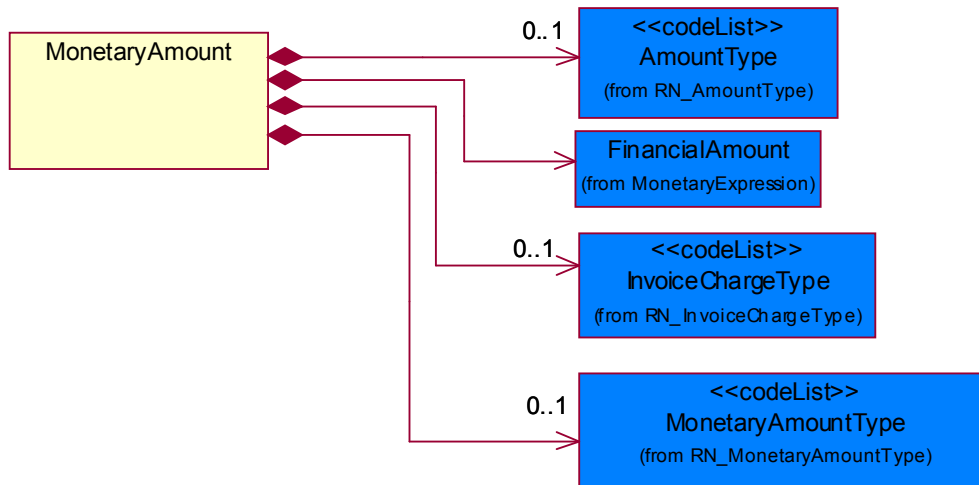 MonetaryAmount
0..1
<<codeList>>
AmountType
(from RN_AmountType)
FinancialAmount
(from MonetaryExpression)
0..1
<<codeList>>
InvoiceChargeType
(from RN_InvoiceChargeType)
0..1
<<codeList>>
MonetaryAmountType
(from RN_MonetaryAmountType)